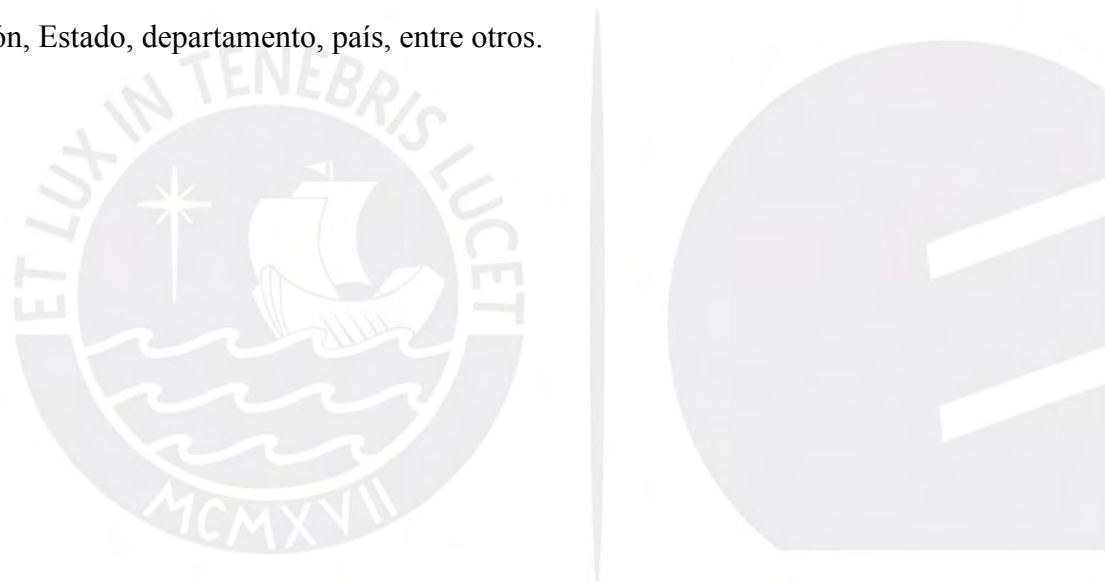 ón, Estado, departamento, país, entre otros.
ET LUX IN TENEBRIS LUCET
MCMXVII